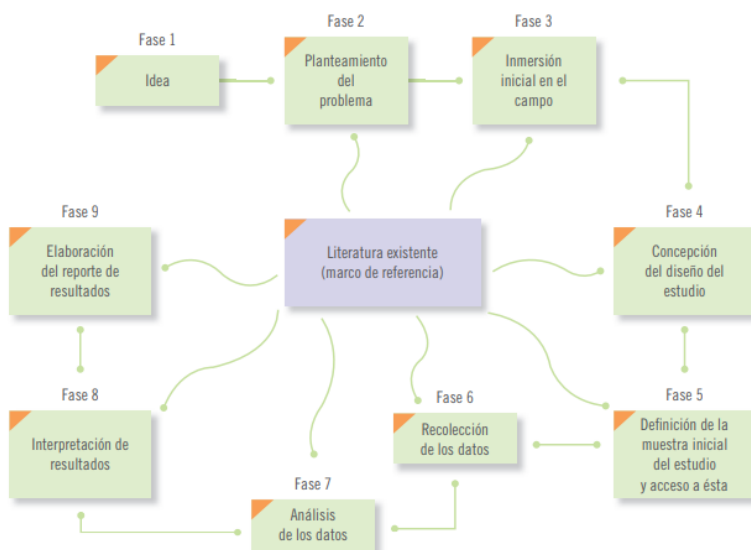 Fase 1
Idea
Fase 2
Planteamiento
del
problema
Fase 3
Inmersión
inicial en el
campo
Fase 4
Concepción
del diseño del
estudio
Literatura existente
(marco de referencia)
Fase 9
Elaboración
del reporte de
resultados
Fase 8
Interpretación de
resultados
Fase 7
Análisis
de los datos
Fase 6
Recolección
de los datos
Fase 5
Definición de la
muestra inicial
del estudio
y acceso a ésta